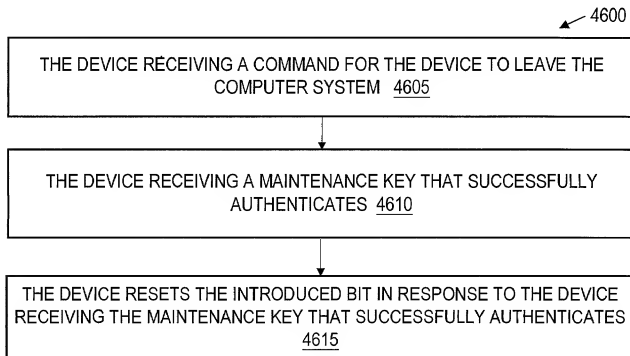 4600
THE DEVICE RECEIVING A COMMAND FOR THE DEVICE TO LEAVE THE
COMPUTER SYSTEM 4605
THE DEVICE RECEIVING A MAINTENANCE KEY THAT SUCCESSFULLY
AUTHENTICATES 4610
THE DEVICE RESETS THE INTRODUCED BIT IN RESPONSE TO THE DEVICE
RECEIVING THE MAINTENANCE KEY THAT SUCCESSFULLY AUTHENTICATES
4615